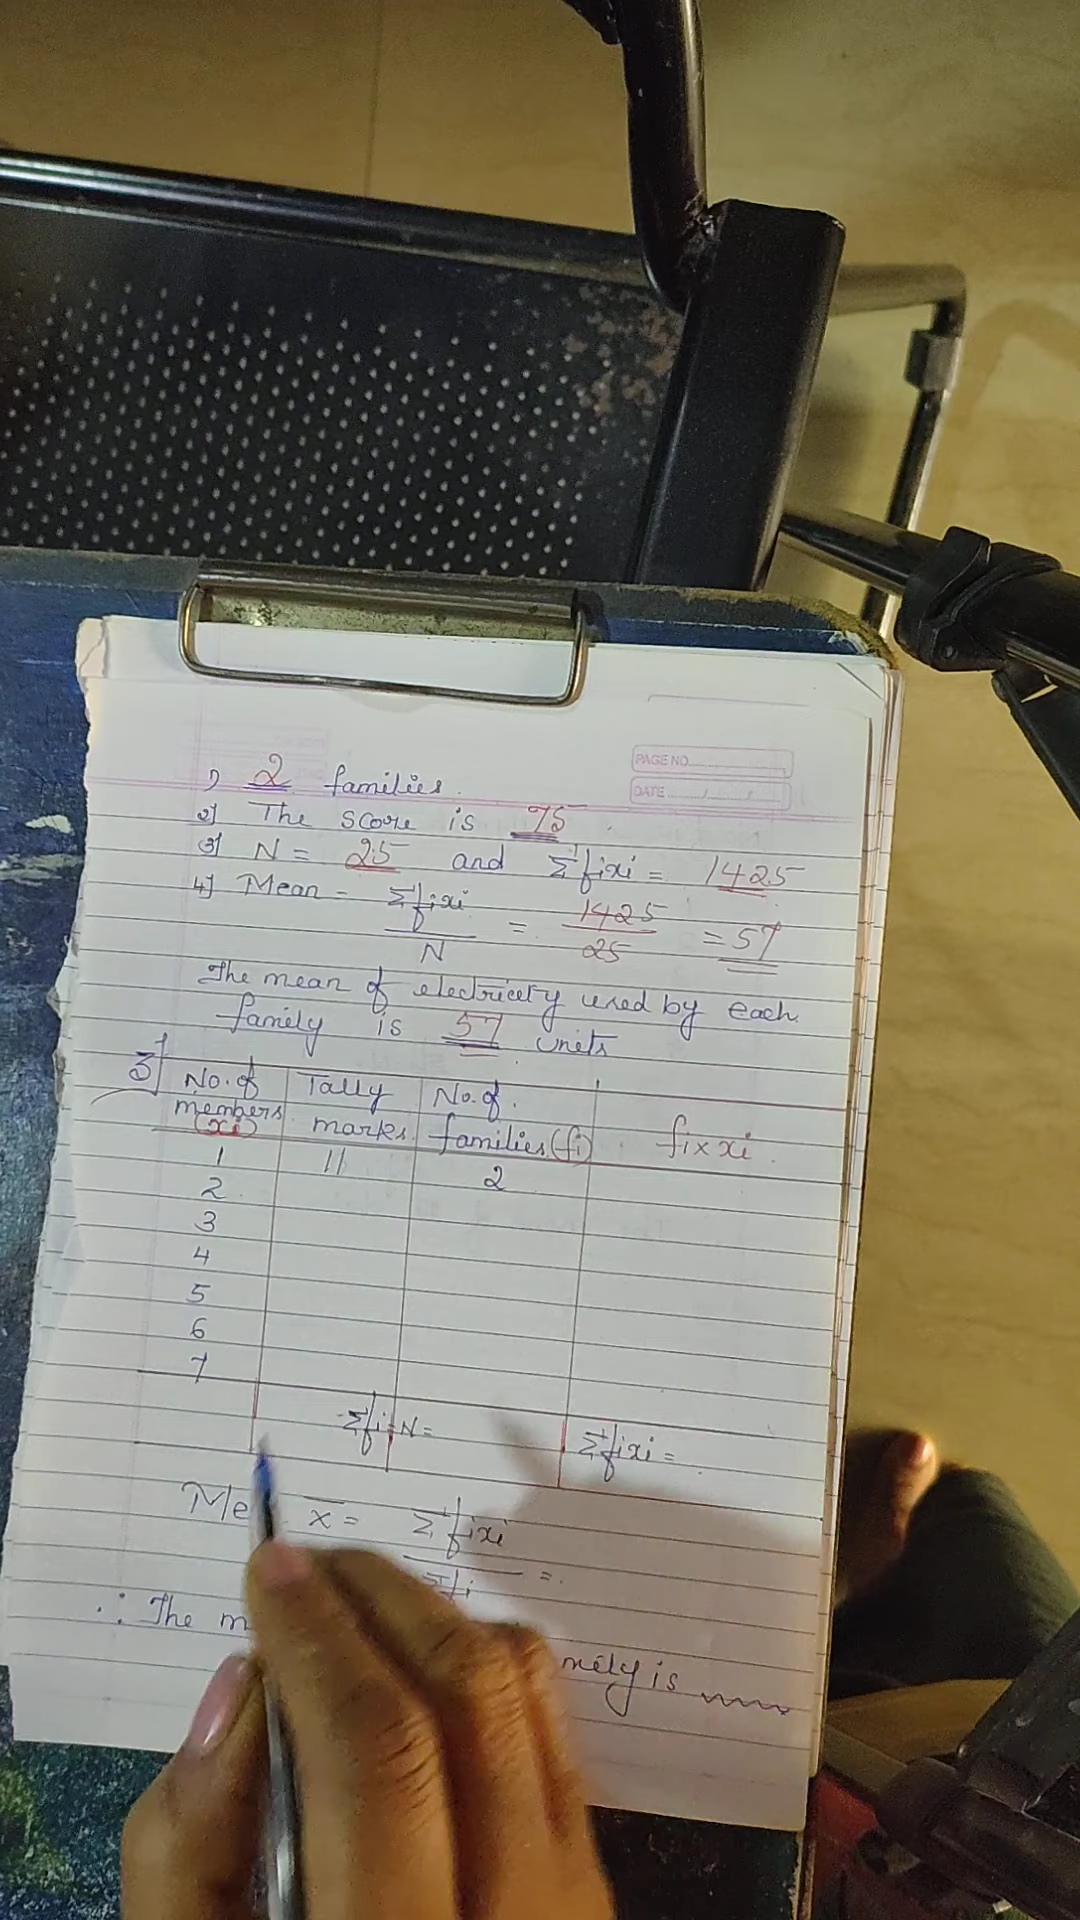 PAGE NO.
DATE
1) 2 families.
2) The score is 75.
3) N = 25 and Σfixi = 1425
4) Mean = Σfixi / N = 1425 / 25 = 57
The mean of electricity used by each
family is 57 units
3)
No. of members (xi) Tally marks No. of families (fi) fi x xi
1 || 2
2
3
4
5
6
7
Σfi = N = Σfixi =
x̄ = Σfixi / Σfi =
∴ The
is